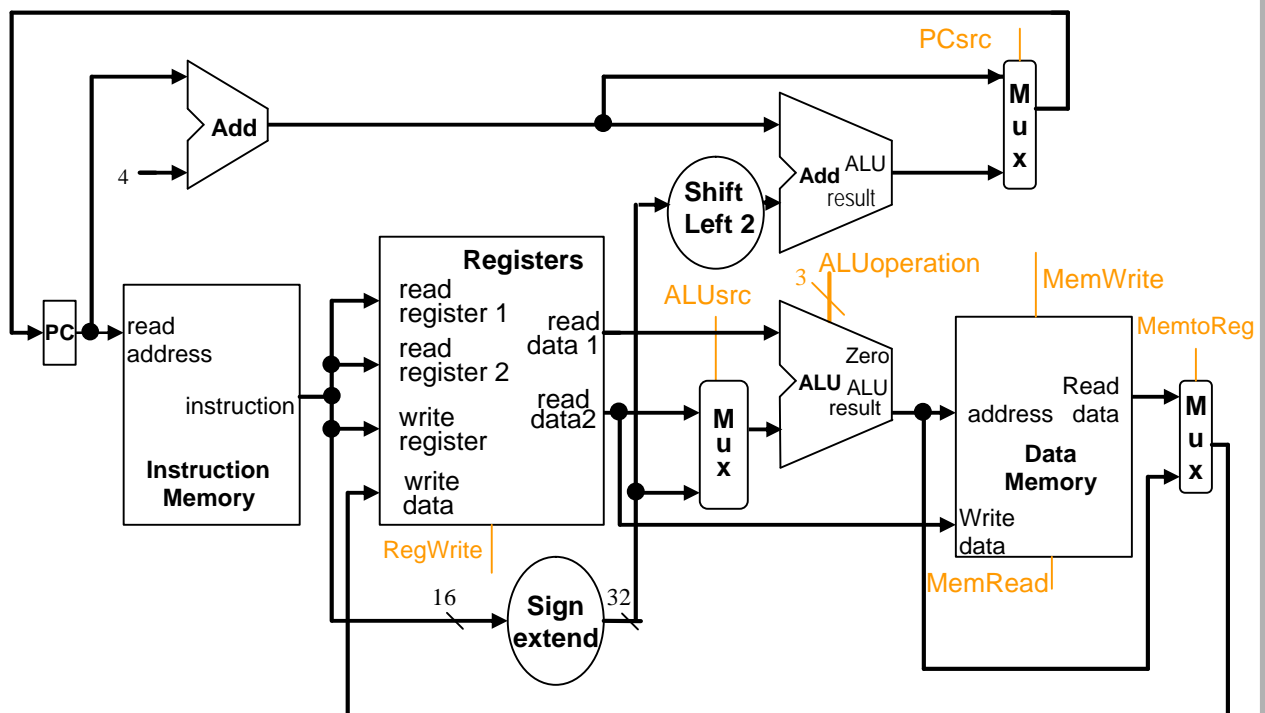 PCsrc
M
u
x
Add
4
Add
ALU
result
Shift
Left 2
Registers
ALUoperation
3
MemWrite
ALUsrc
MemtoReg
PC
read
address
instruction
Instruction
Memory
read
register 1
read
register 2
write
register
write
data
read
data 1
read
data2
M
u
x
Zero
ALU
ALU
result
address
Read
data
Data
Memory
Write
data
M
u
x
RegWrite
MemRead
16
Sign
extend
32